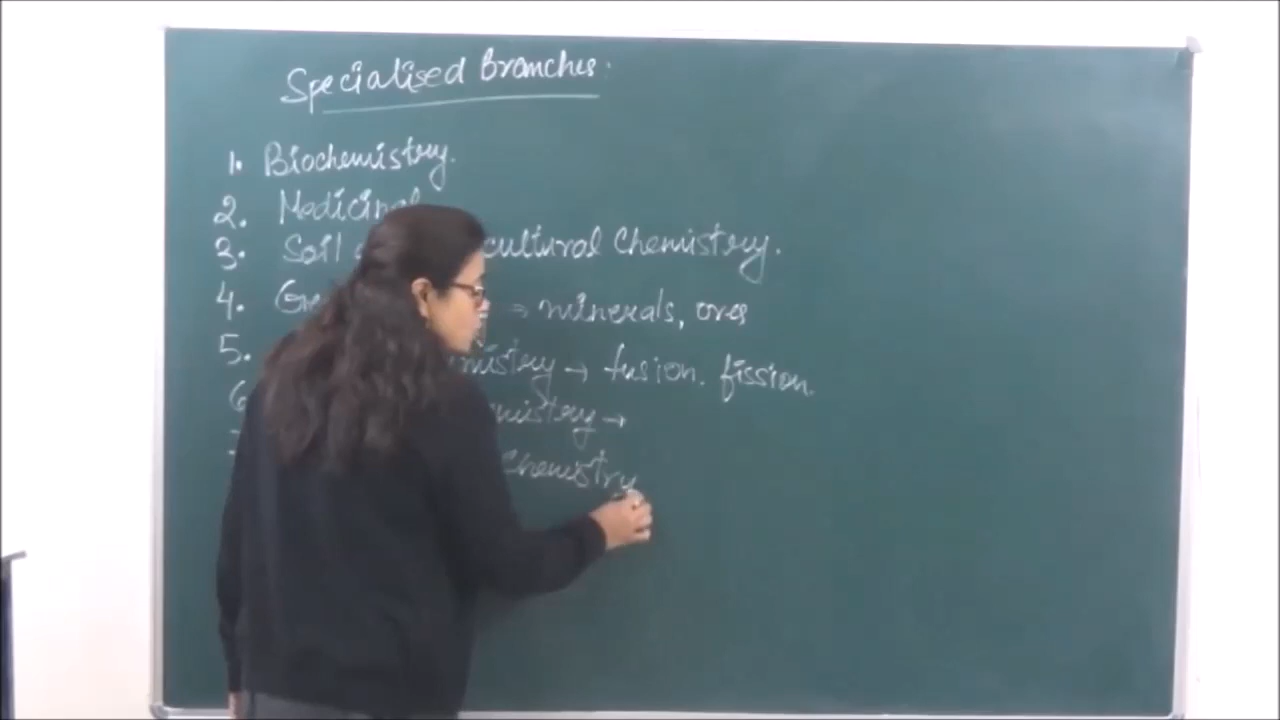 Specialised Branches:
1. Biochemistry.
2. Medicinal
3. Soil cultural Chemistry.
4. Ge → minerals, ores
5. mistry → fusion. fission.
6 mistry →
Chemistry